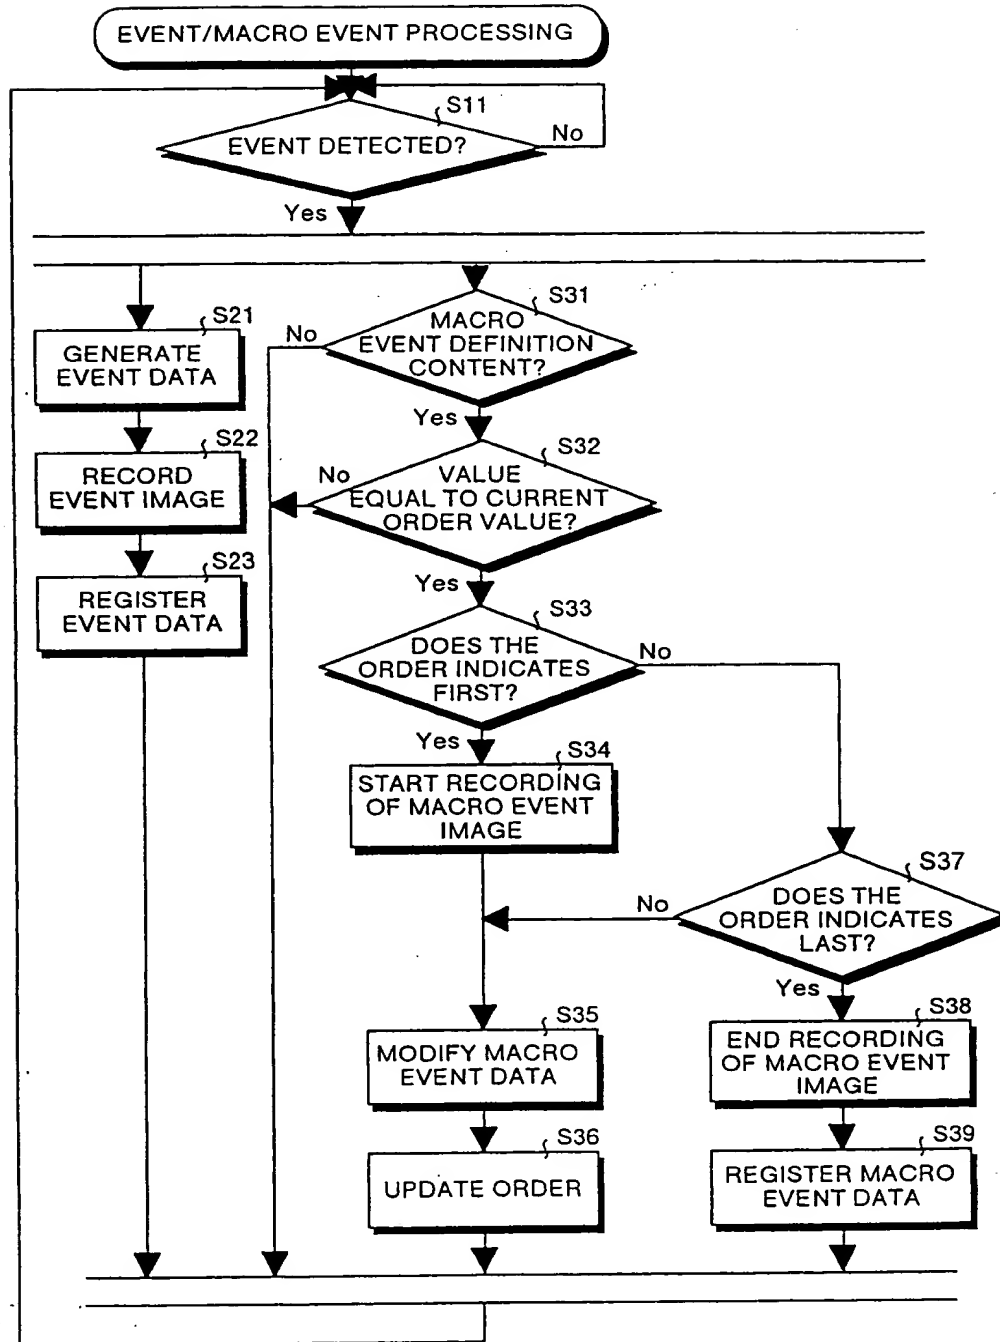 EVENT/MACRO EVENT PROCESSING
S11
EVENT DETECTED?
No
Yes
S21
GENERATE
EVENT DATA
S22
RECORD
EVENT IMAGE
S23
REGISTER
EVENT DATA
S31
No
MACRO
EVENT DEFINITION
CONTENT?
Yes
S32
No
VALUE
EQUAL TO CURRENT
ORDER VALUE?
Yes
S33
DOES THE
ORDER INDICATES
FIRST?
No
Yes
S34
START RECORDING
OF MACRO EVENT
IMAGE
S37
No
DOES THE
ORDER INDICATES
LAST?
Yes
S35
MODIFY MACRO
EVENT DATA
S36
UPDATE ORDER
S38
END RECORDING
OF MACRO EVENT
IMAGE
S39
REGISTER MACRO
EVENT DATA